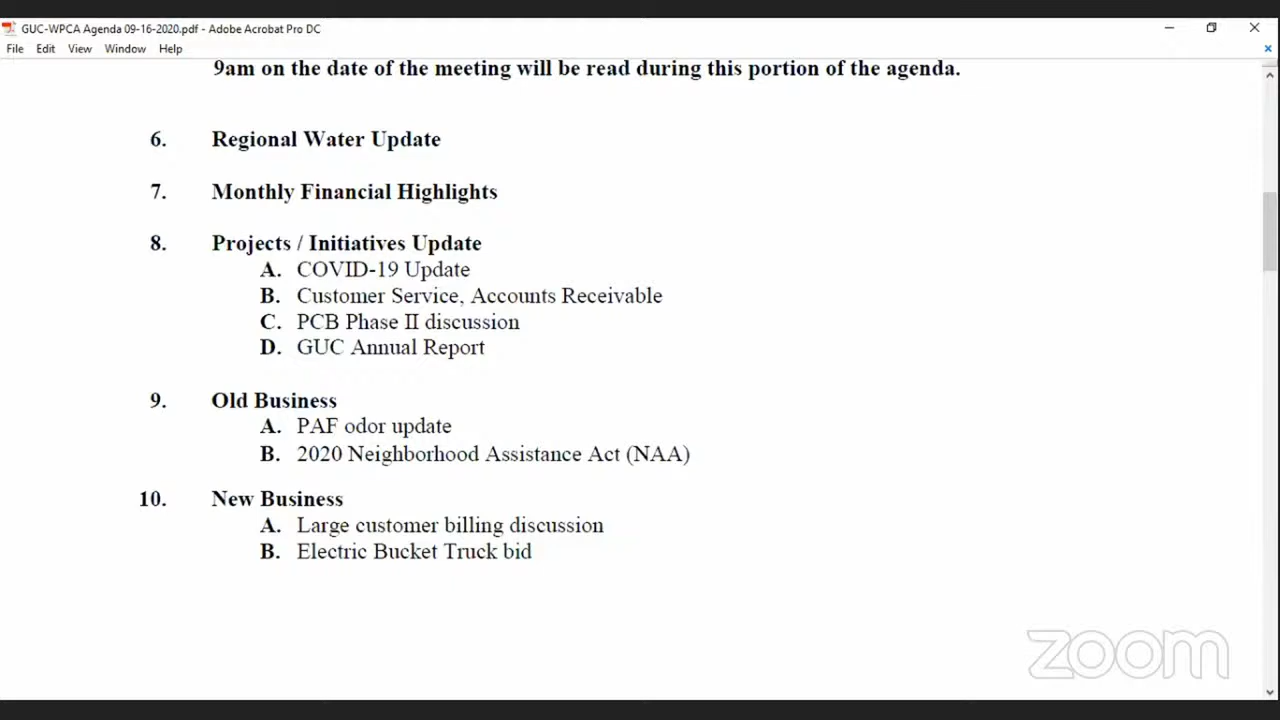 GUC-WPCA Agenda 09-16-2020.pdf - Adobe Acrobat Pro DC
File Edit View Window Help
9am on the date of the meeting will be read during this portion of the agenda.
6. Regional Water Update
7. Monthly Financial Highlights
8. Projects / Initiatives Update
A. COVID-19 Update
B. Customer Service, Accounts Receivable
C. PCB Phase II discussion
D. GUC Annual Report
9. Old Business
A. PAF odor update
B. 2020 Neighborhood Assistance Act (NAA)
10. New Business
A. Large customer billing discussion
B. Electric Bucket Truck bid
zoom